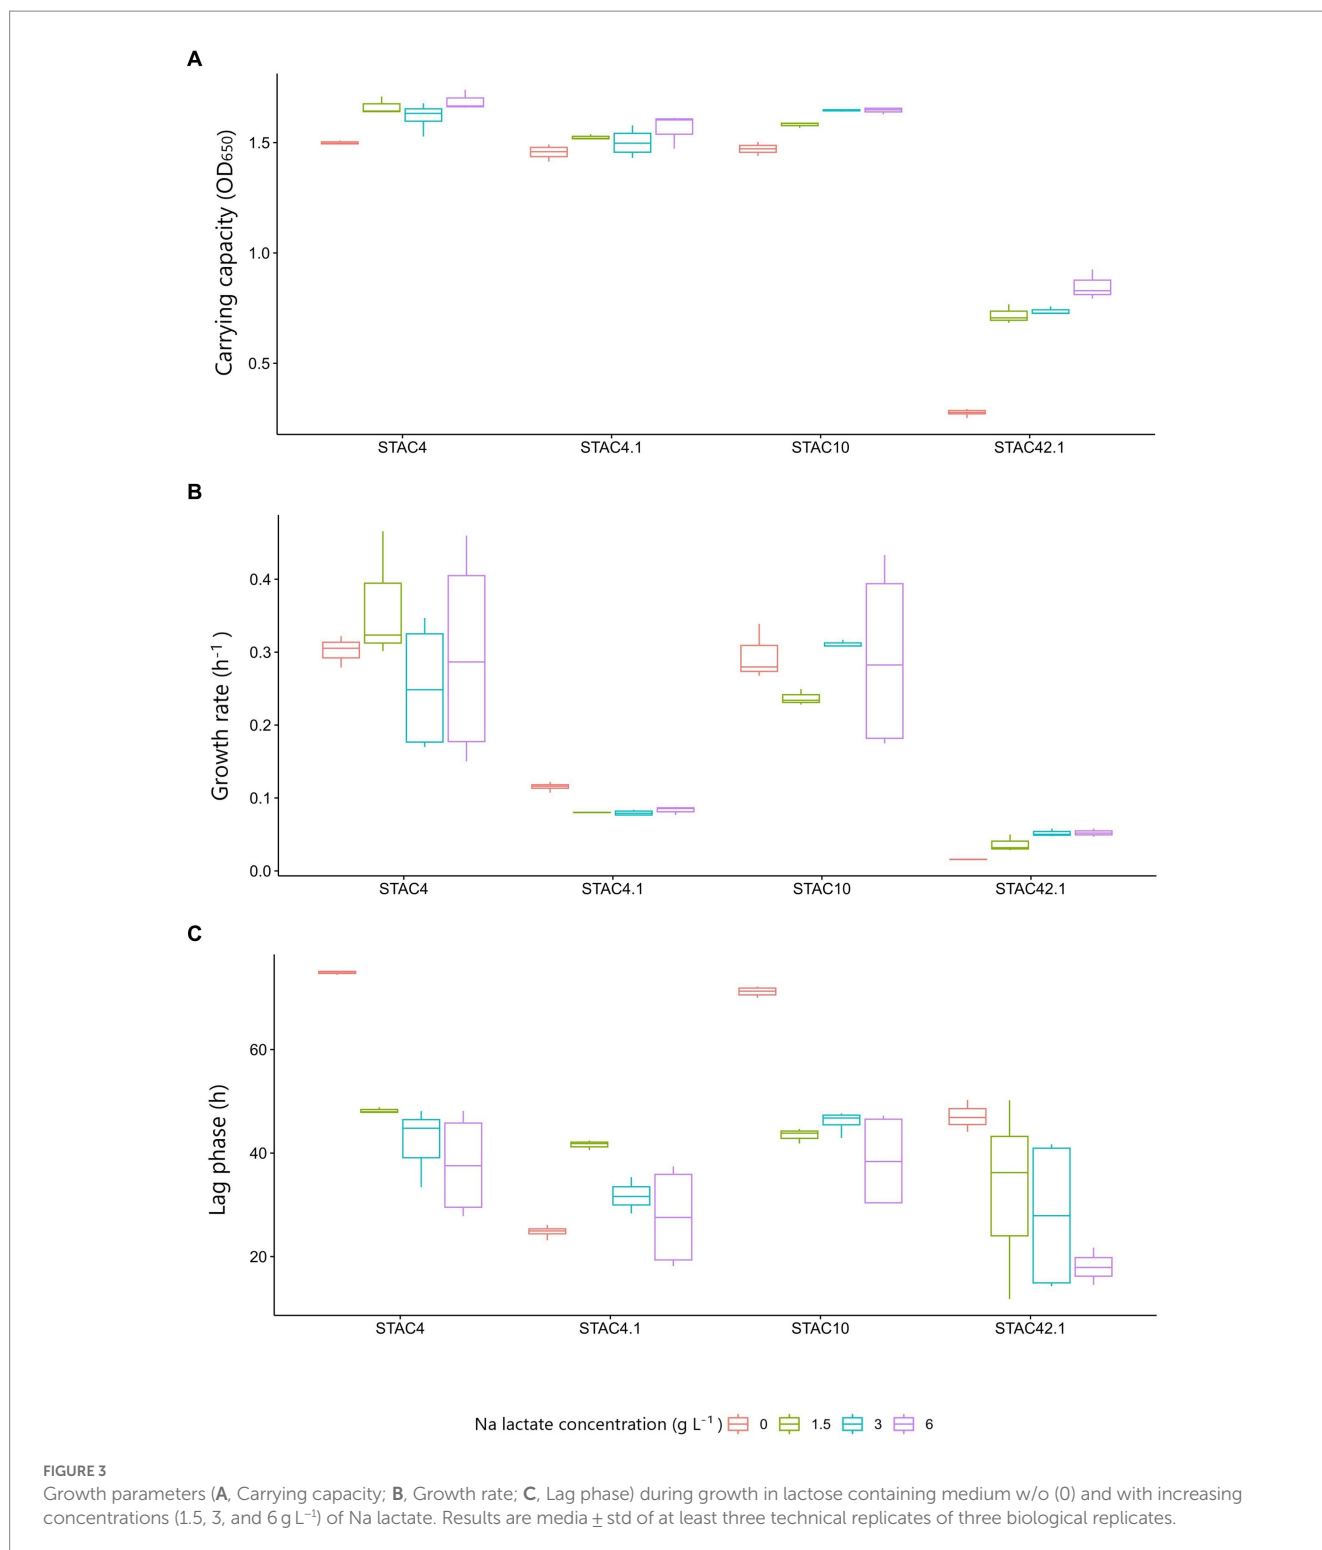 A
Carrying capacity (OD650)
1.5
1.0
0.5
STAC4 STAC4.1 STAC10 STAC42.1
B
Growth rate (h-1 )
0.4
0.3
0.2
0.1
0.0
STAC4 STAC4.1 STAC10 STAC42.1
C
Lag phase (h)
60
40
20
STAC4 STAC4.1 STAC10 STAC42.1
Na lactate concentration (g L-1 ) 0 1.5 3 6
FIGURE 3
Growth parameters (A, Carrying capacity; B, Growth rate; C, Lag phase) during growth in lactose containing medium w/o (0) and with increasing
concentrations (1.5, 3, and 6 g L−1) of Na lactate. Results are media ± std of at least three technical replicates of three biological replicates.